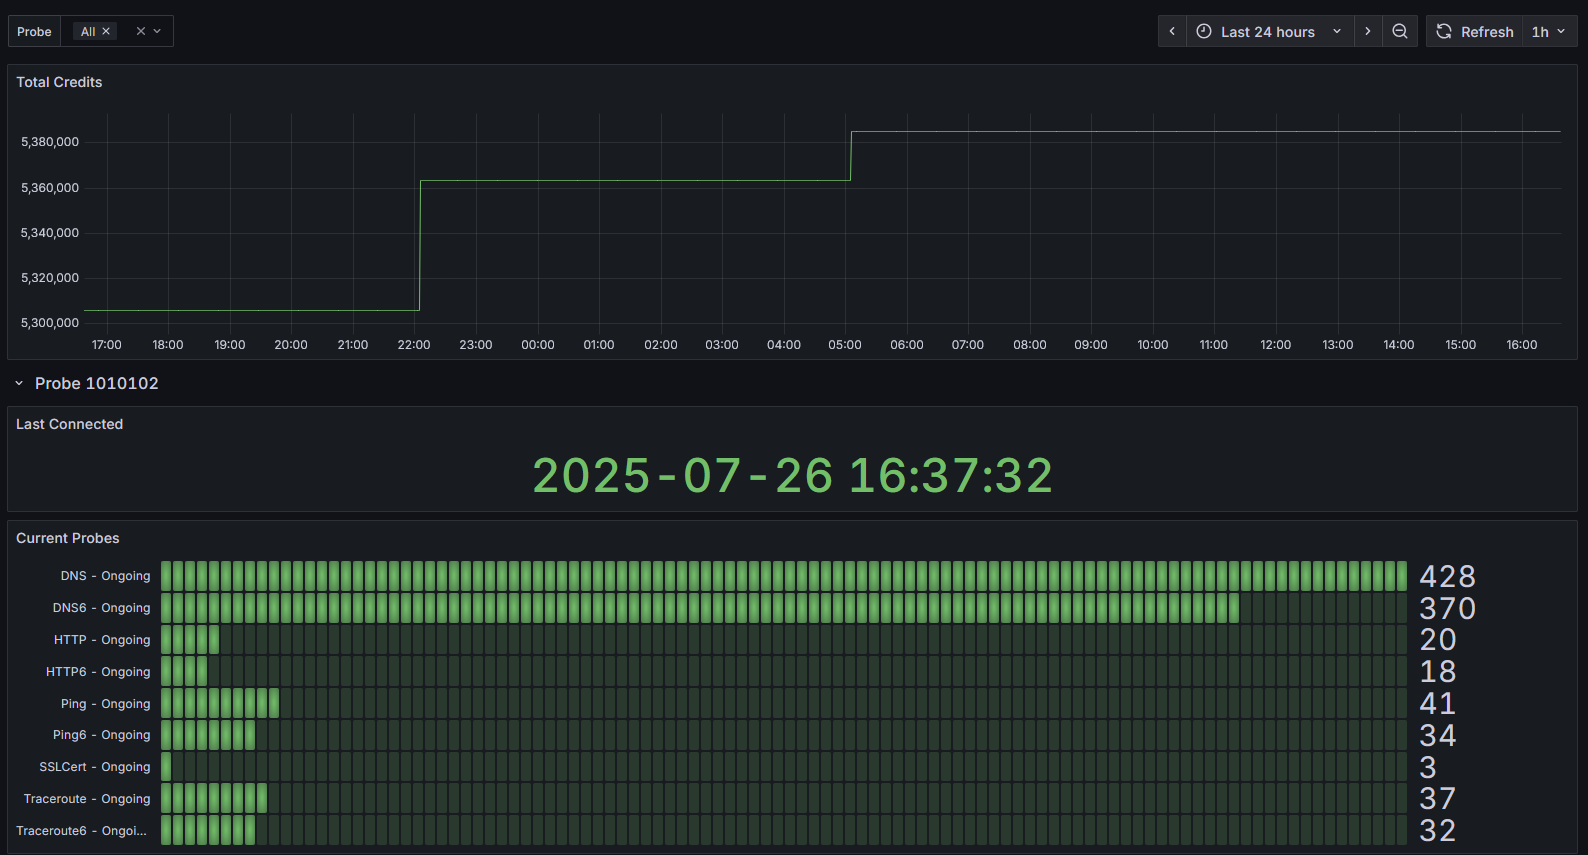 Probe All
Last 24 hours Refresh 1h
Total Credits
5,380,000
5,360,000
5,340,000
5,320,000
5,300,000
17:00 18:00 19:00 20:00 21:00 22:00 23:00 00:00 01:00 02:00 03:00 04:00 05:00 06:00 07:00 08:00 09:00 10:00 11:00 12:00 13:00 14:00 15:00 16:00
Probe 1010102
Last Connected
2025-07-26 16:37:32
Current Probes
DNS - Ongoing 428
DNS6 - Ongoing 370
HTTP - Ongoing 20
HTTP6 - Ongoing 18
Ping - Ongoing 41
Ping6 - Ongoing 34
SSLCert - Ongoing 3
Traceroute - Ongoing 37
Traceroute6 - Ongoi... 32